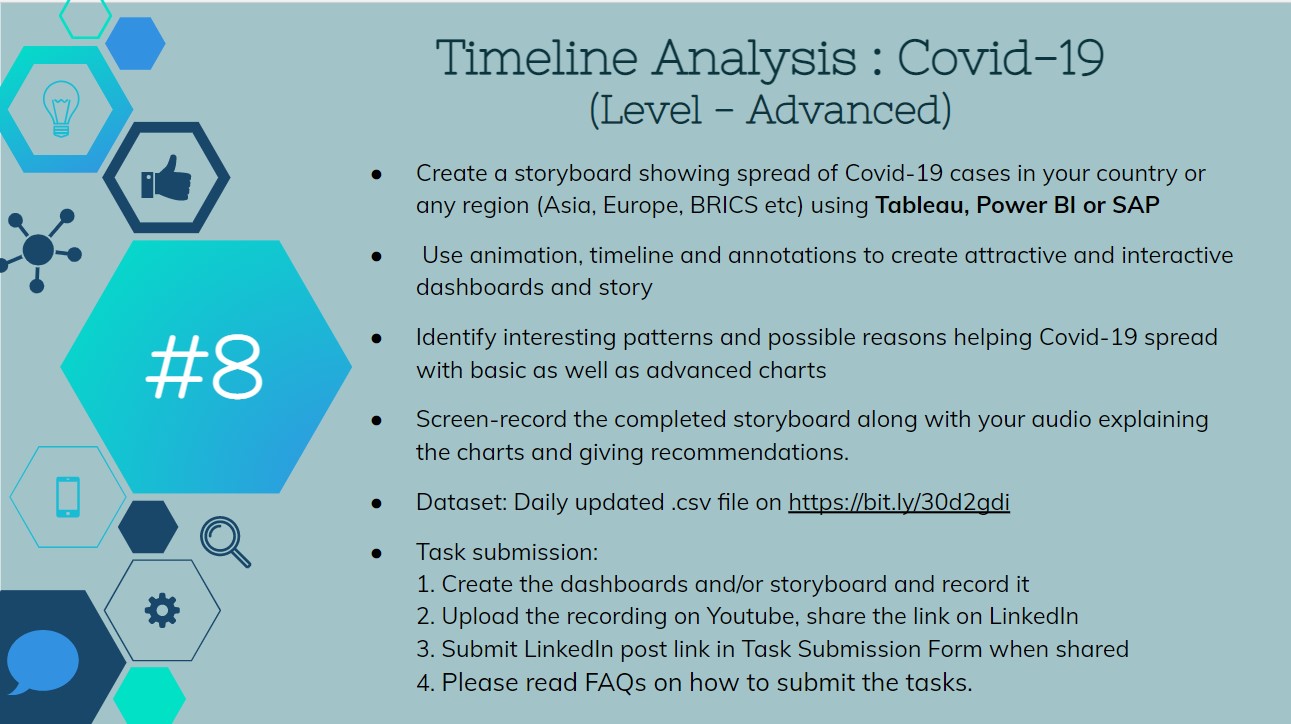 Timeline Analysis : Covid-19
(Level - Advanced)
● Create a storyboard showing spread of Covid-19 cases in your country or
any region (Asia, Europe, BRICS etc) using Tableau, Power BI or SAP
● Use animation, timeline and annotations to create attractive and interactive
dashboards and story
● Identify interesting patterns and possible reasons helping Covid-19 spread
with basic as well as advanced charts
#8
● Screen-record the completed storyboard along with your audio explaining
the charts and giving recommendations.
● Dataset: Daily updated .csv file on https://bit.ly/30d2gdi
● Task submission:
1. Create the dashboards and/or storyboard and record it
2. Upload the recording on Youtube, share the link on LinkedIn
3. Submit LinkedIn post link in Task Submission Form when shared
4. Please read FAQs on how to submit the tasks.